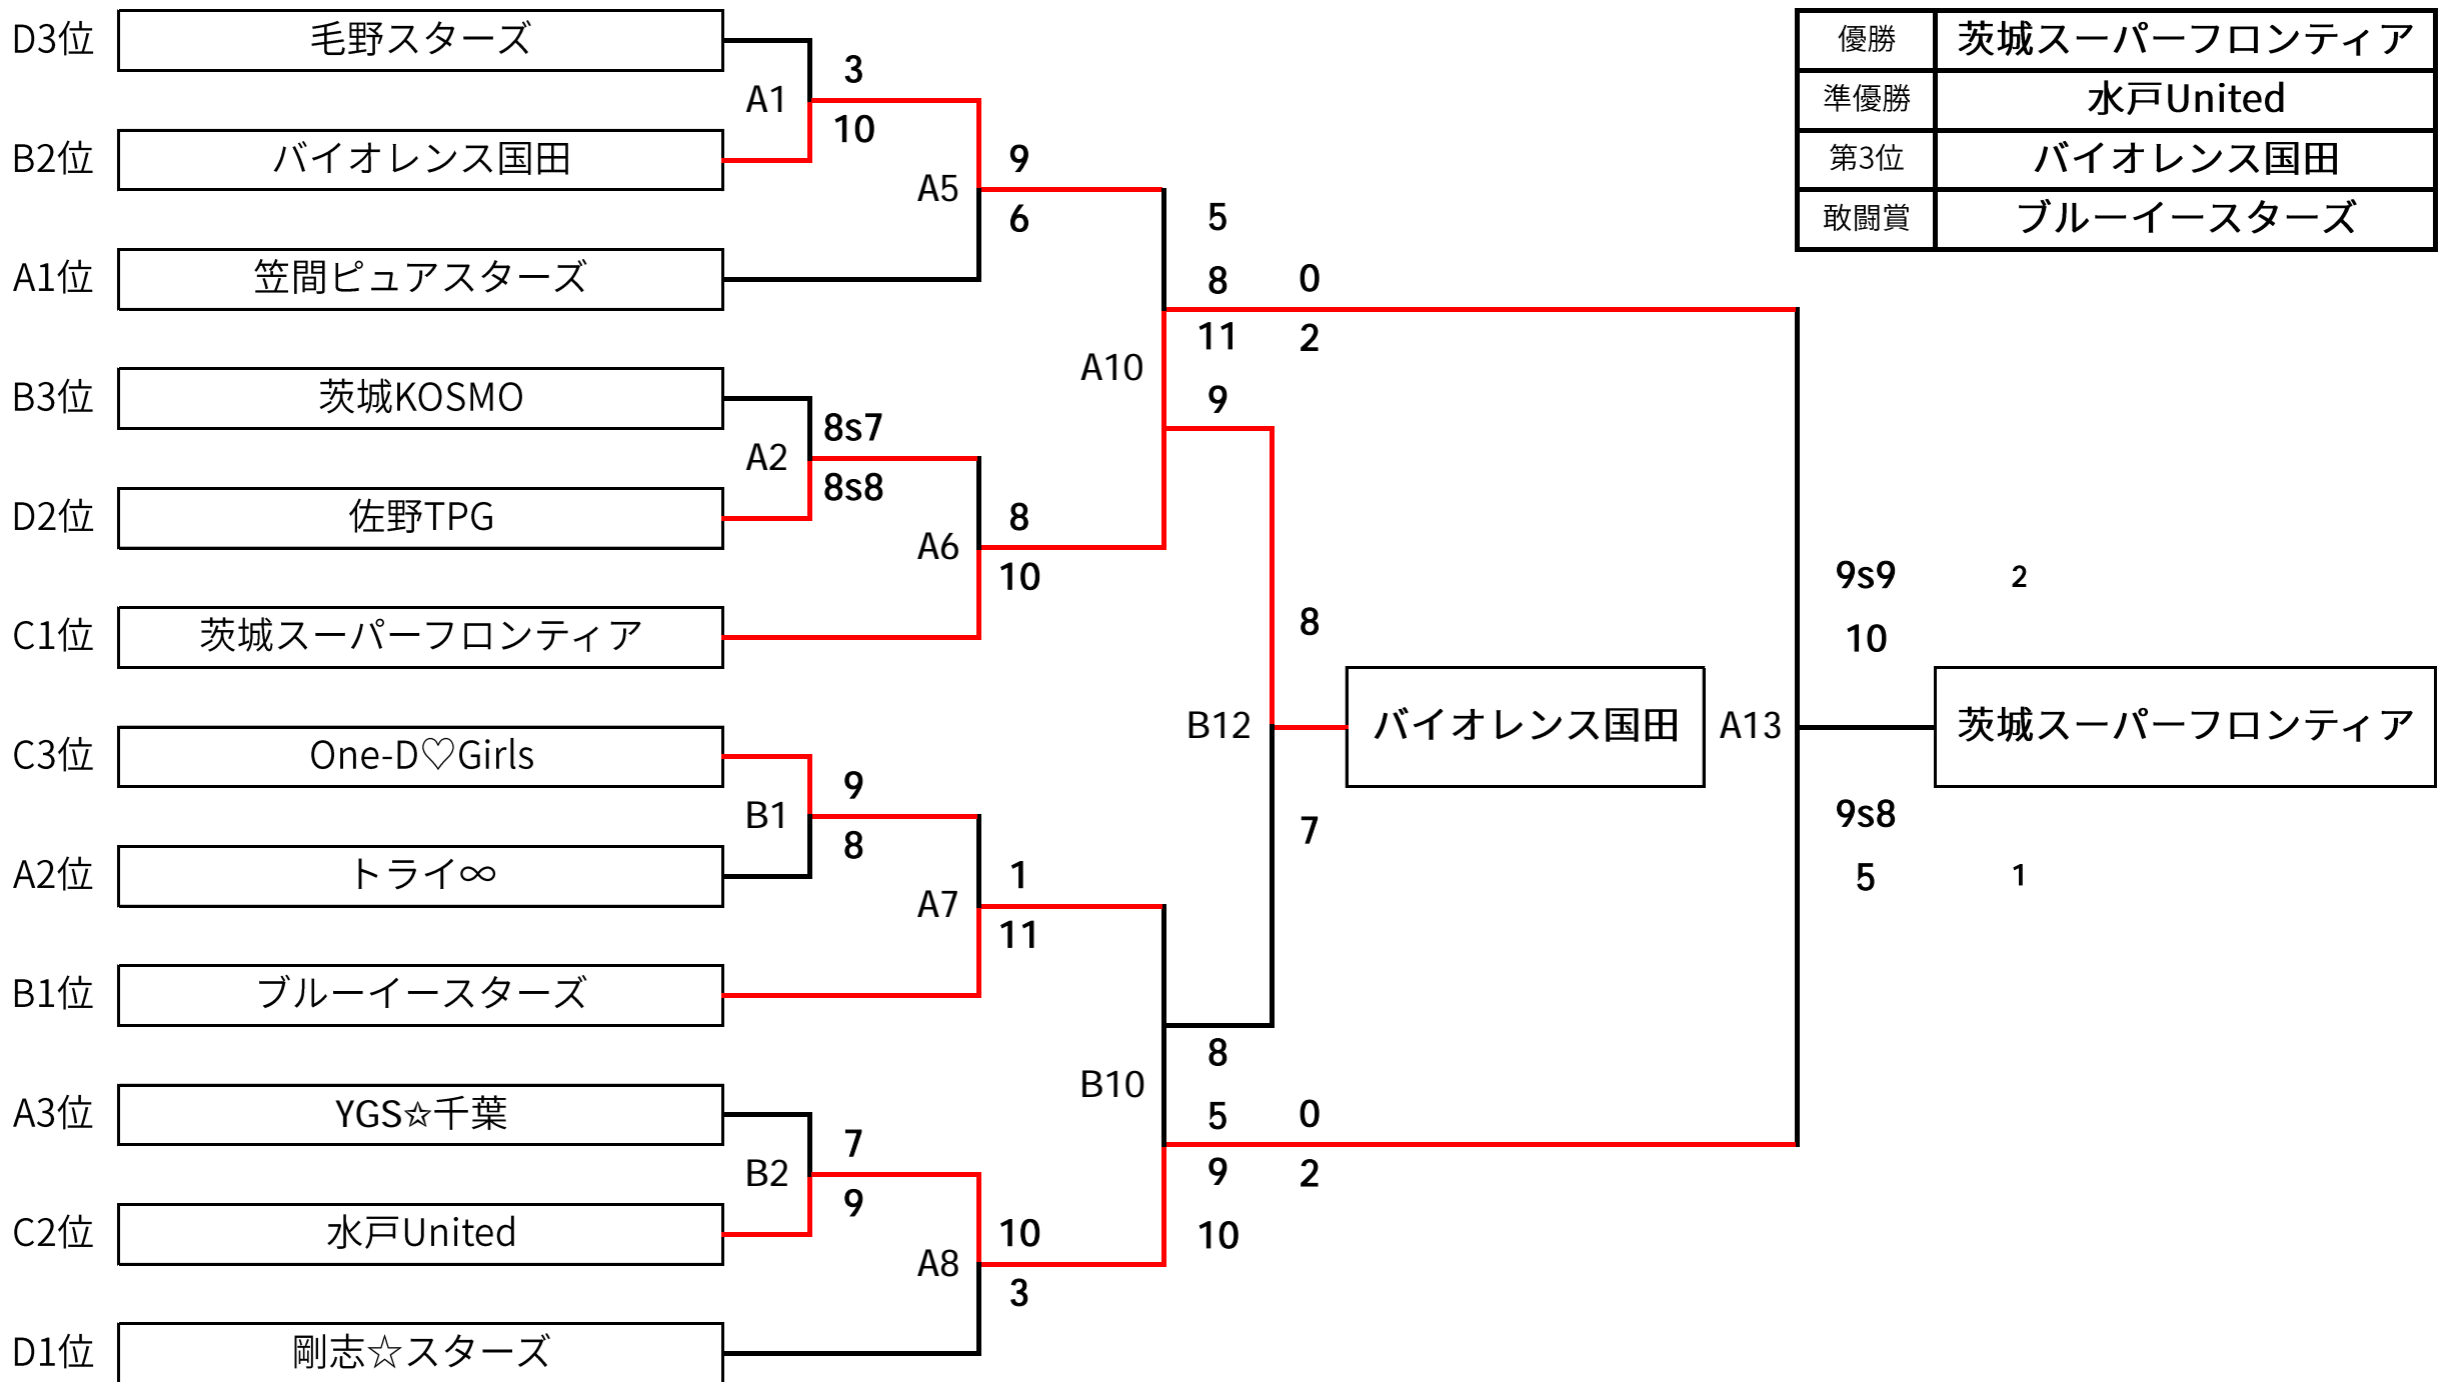 D3位 毛野スターズ
3
A1
10
B2位 バイオレンス国田
9
A5
6
A1位 笠間ピュアスターズ
5
8 0
11 2
A10
9
B3位 茨城KOSMO
8s7
A2
8s8
D2位 佐野TPG
8
A6
10
C1位 茨城スーパーフロンティア
8
B12 バイオレンス国田
7
C3位 One-D♡Girls
9
B1
8
A2位 トライ∞
1
A7
11
B1位 ブルーイースターズ
8
B10
5 0
9 2
10
A3位 YGS☆千葉
7
B2
9
C2位 水戸United
10
A8
3
D1位 剛志☆スターズ
9s9 2
10
A13 茨城スーパーフロンティア
9s8
5 1
優勝 茨城スーパーフロンティア
準優勝 水戸United
第3位 バイオレンス国田
敢闘賞 ブルーイースターズ